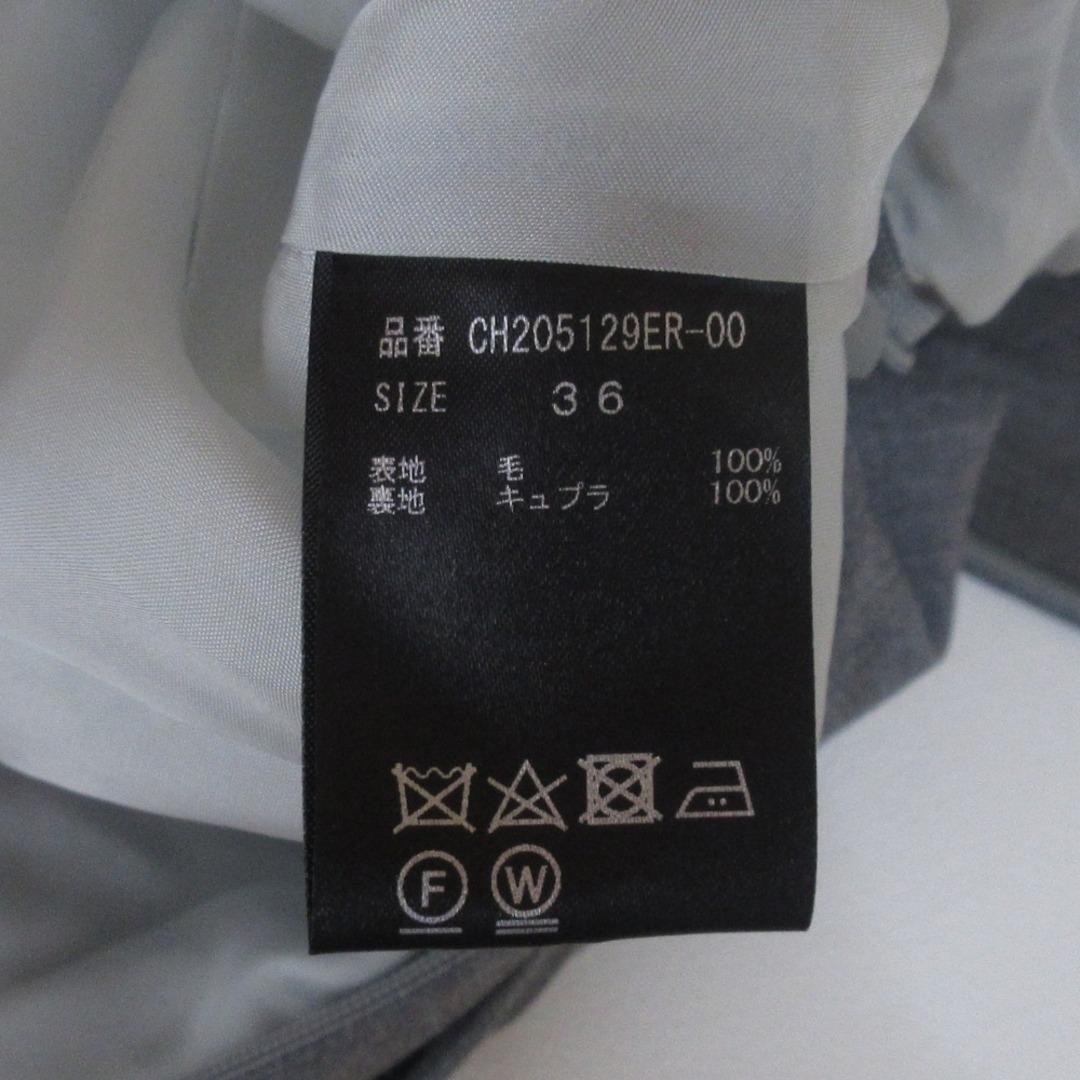 品番 CH205129ER-00
SIZE 36
表地 毛 100%
裏地 キュプラ 100%
F W